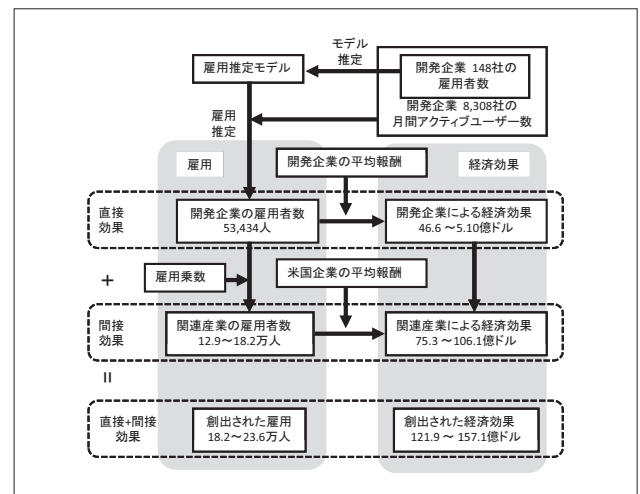 モデル
推定
雇用推定モデル
開発企業 148社の
雇用者数
開発企業 8,308社の
月間アクティブユーザー数
雇用
推定
雇用
開発企業の平均報酬
経済効果
直接
効果
開発企業の雇用者数
53,434人
開発企業による経済効果
46.6 ~5.10億ドル
+
雇用乗数
米国企業の平均報酬
間接
効果
関連産業の雇用者数
12.9~18.2万人
関連産業による経済効果
75.3 ~106.1億ドル
=
直接+間接
効果
創出された雇用
18.2~23.6万人
創出された経済効果
121.9 ~ 157.1億ドル